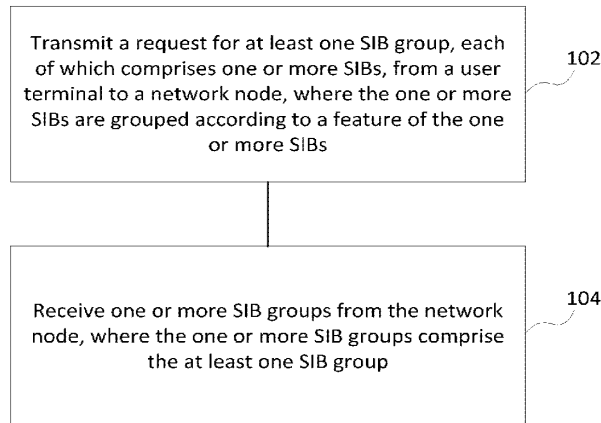 Transmit a request for at least one SIB group, each
of which comprises one or more SIBs, from a user
terminal to a network node, where the one or more
SIBs are grouped according to a feature of the one
or more SIBs
102
Receive one or more SIB groups from the network
node, where the one or more SIB groups comprise
the at least one SIB group
104